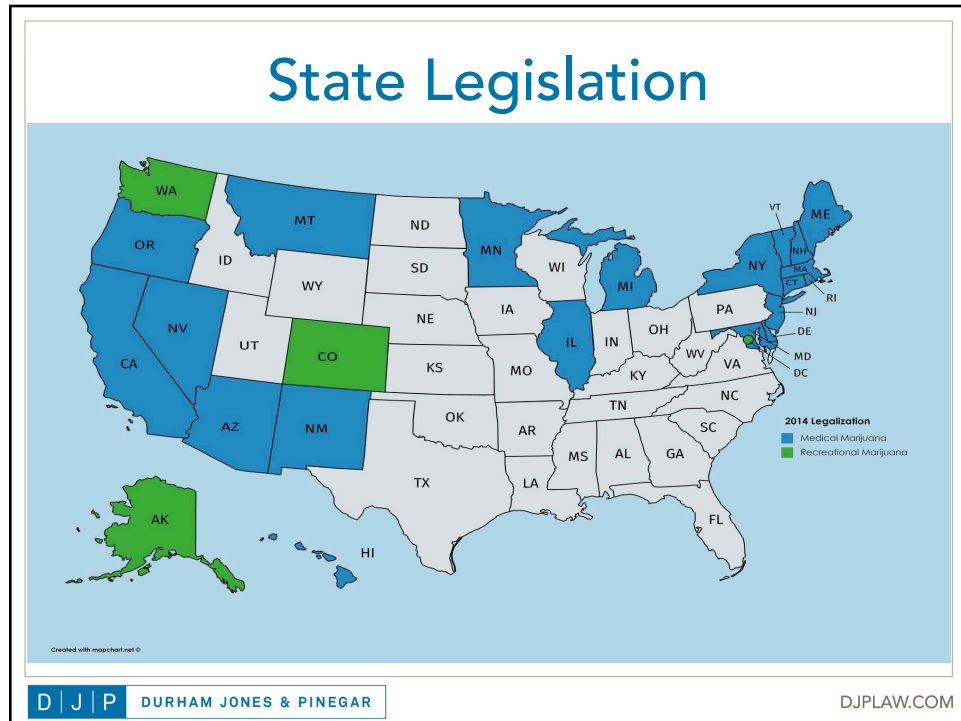 State Legislation
WA
MT
ND
MN
VT
ME
OR
ID
SD
WI
NH
NY
MA
WY
MI
CT
RI
NE
IA
PA
NJ
NV
UT
CO
IL
IN
OH
DE
CA
KS
MO
WV
VA
MD
KY
DC
AZ
NM
OK
AR
TN
NC
SC
2014 Legalization
Medical Marijuana
Recreational Marijuana
MS
AL
GA
TX
LA
FL
AK
HI
Created with mapchart.net ©
D|J|P DURHAM JONES & PINEGAR
DJPLAW.COM